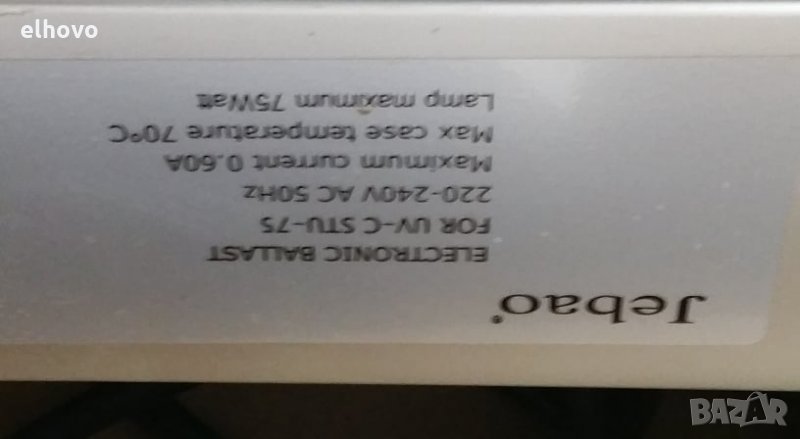 elhovo
Jebao®
ELECTRONIC BALLAST
FOR UV-C STU-75
220-240V AC 50Hz
Maximum current 0.60A
Max case temperature 70°C
Lamp maximum 75Watt
BAZAR